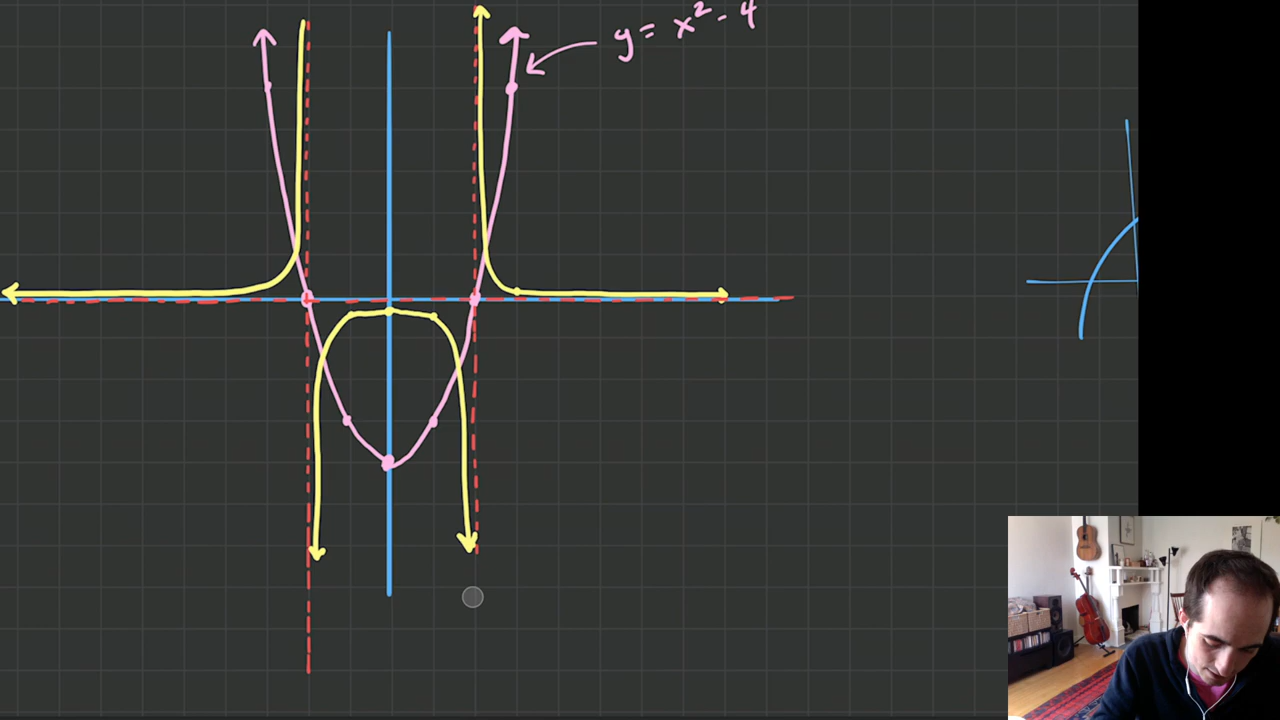 y = x² - 4